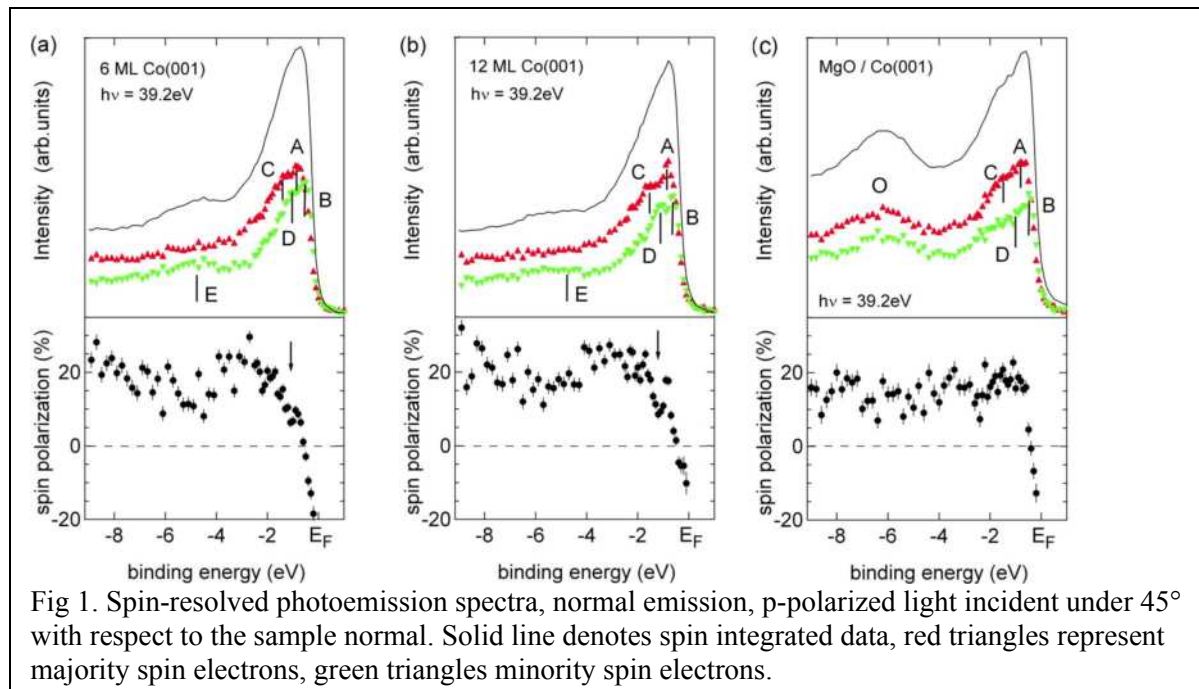 (a)
6 ML Co(001)
hν = 39.2eV
Intensity (arb.units)
A
C
B
D
E
spin polarization (%)
20
0
-20
-8 -6 -4 -2 E_F
binding energy (eV)
(b)
12 ML Co(001)
hν = 39.2eV
Intensity (arb.units)
A
C
B
D
E
spin polarization (%)
20
0
-20
-8 -6 -4 -2 E_F
binding energy (eV)
(c)
MgO / Co(001)
Intensity (arb.units)
A
C
O
B
D
hν = 39.2eV
spin polarization (%)
20
0
-20
-8 -6 -4 -2 E_F
binding energy (eV)
Fig 1. Spin-resolved photoemission spectra, normal emission, p-polarized light incident under 45°
with respect to the sample normal. Solid line denotes spin integrated data, red triangles represent
majority spin electrons, green triangles minority spin electrons.